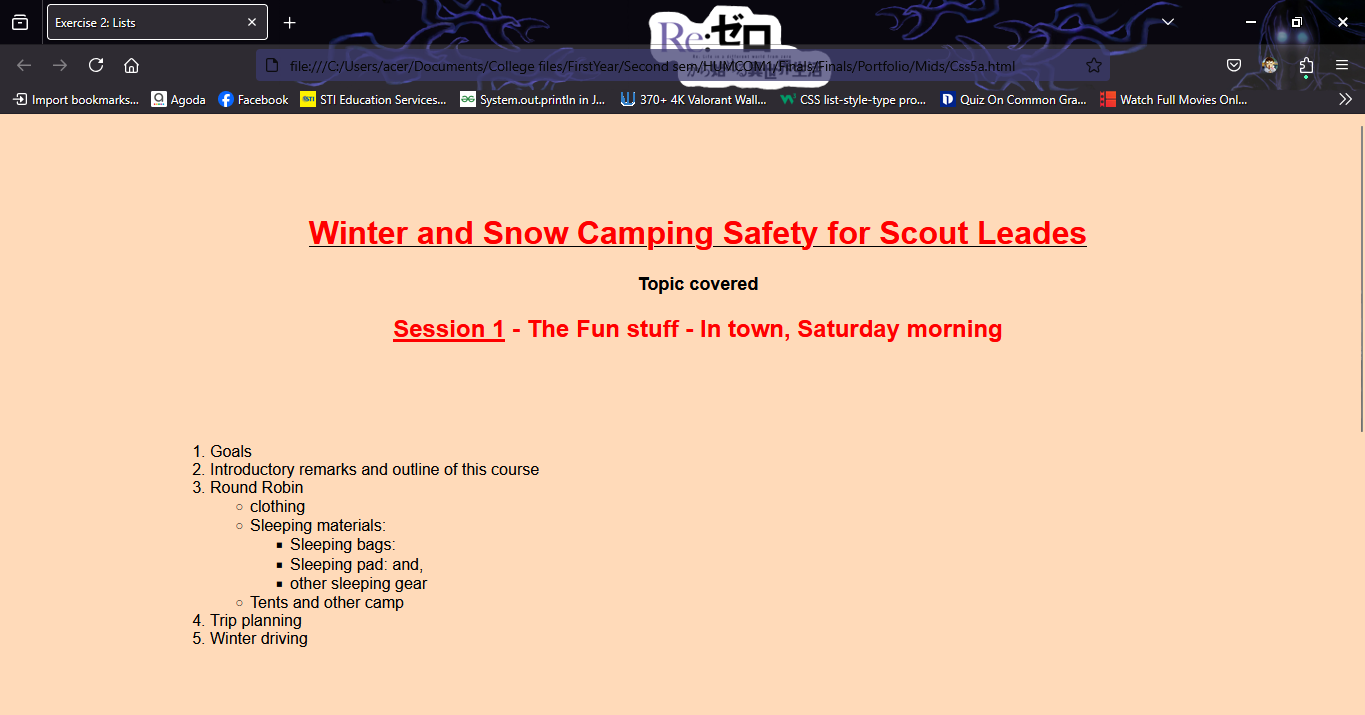 Exercise 2: Lists
Re:ゼロ
file:///C:/Users/acer/Documents/College files/FirstYear/Second sem/HUMCOM1/Finals/Finals/Portfolio/Mids/Css5a.html
Import bookmarks... Agoda Facebook STI Education Services... System.out.println in J... 370+ 4K Valorant Wall... CSS list-style-type pro... Quiz On Common Gra... Watch Full Movies Onl...
Winter and Snow Camping Safety for Scout Leades
Topic covered
Session 1 - The Fun stuff - In town, Saturday morning
1. Goals
2. Introductory remarks and outline of this course
3. Round Robin
clothing
Sleeping materials:
Sleeping bags:
Sleeping pad: and,
other sleeping gear
Tents and other camp
4. Trip planning
5. Winter driving